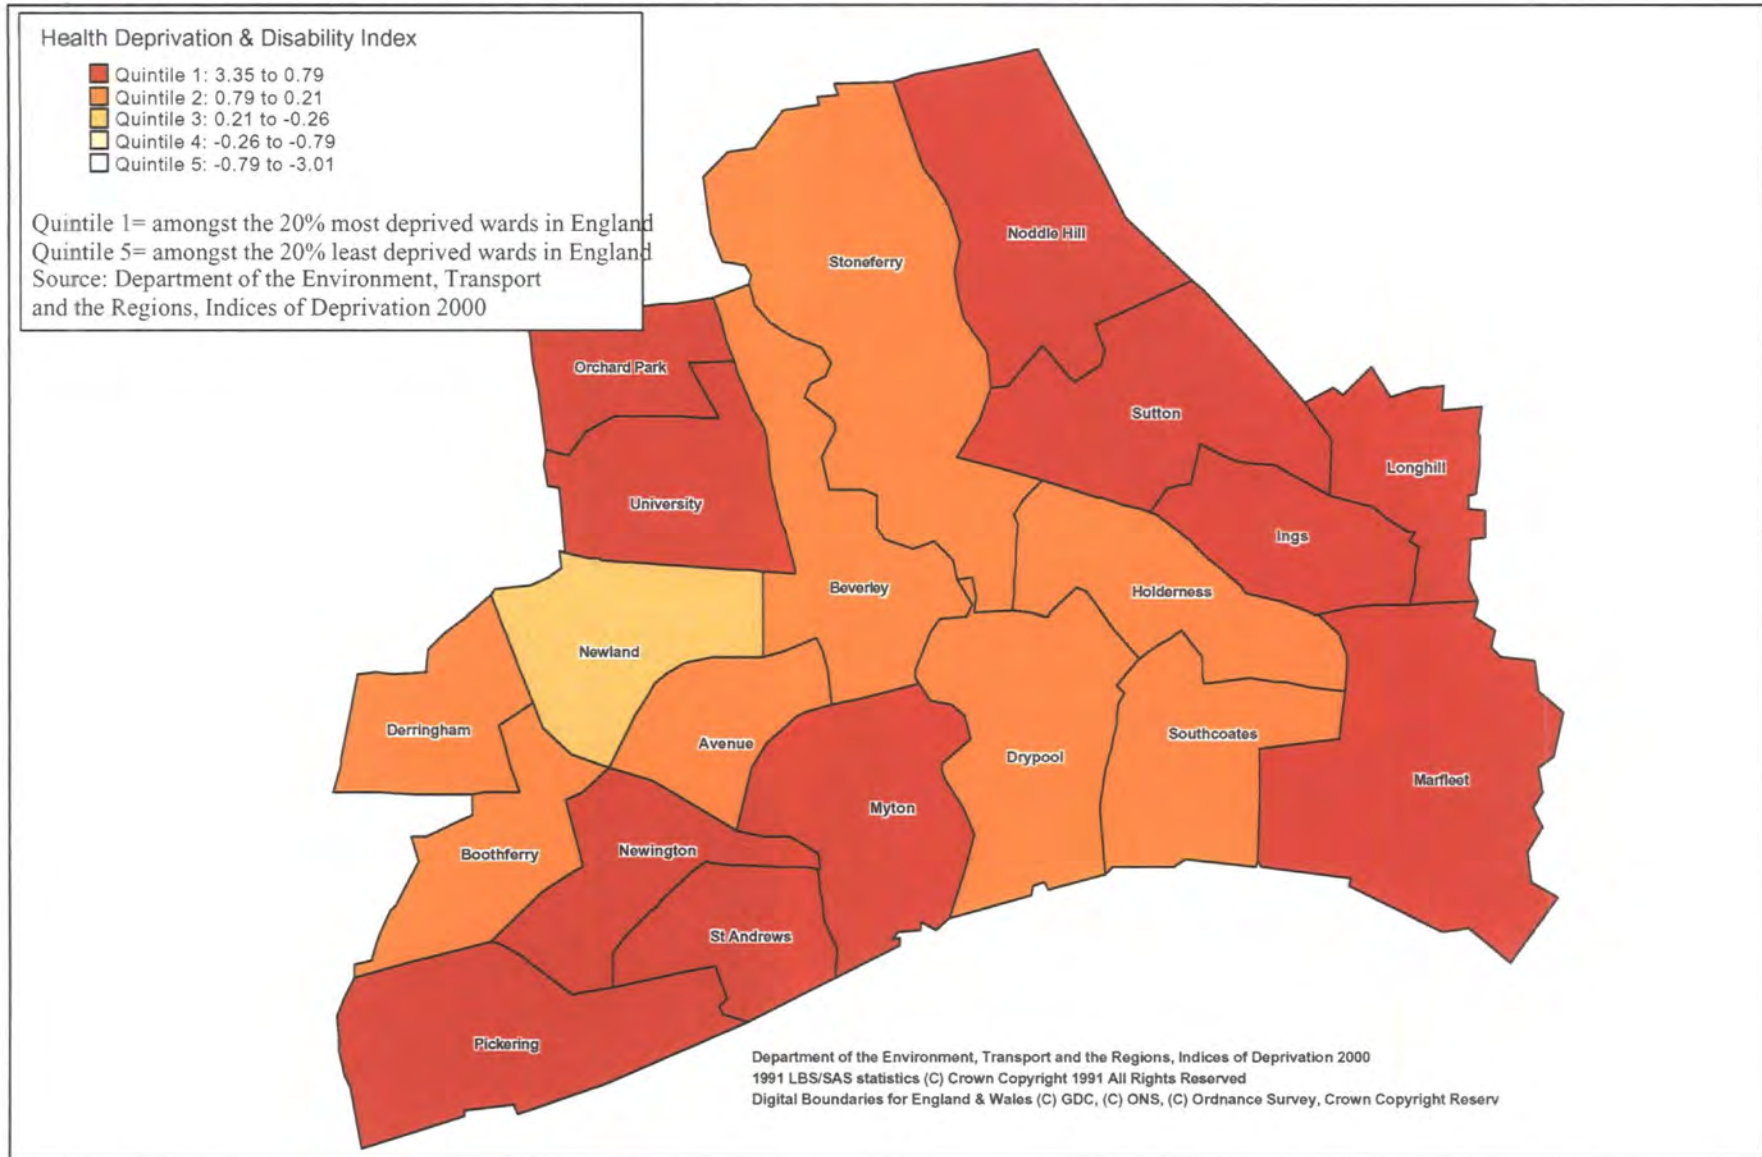 Health Deprivation & Disability Index
Quintile 1: 3.35 to 0.79
Quintile 2: 0.79 to 0.21
Quintile 3: 0.21 to -0.26
Quintile 4: -0.26 to -0.79
Quintile 5: -0.79 to -3.01
Quintile 1= amongst the 20% most deprived wards in England
Quintile 5= amongst the 20% least deprived wards in England
Source: Department of the Environment, Transport
and the Regions, Indices of Deprivation 2000
Noddle Hill
Stoneferry
Orchard Park
Sutton
Longhill
University
Ings
Beverley
Holderness
Newland
Derringham
Avenue
Southcoates
Drypool
Marfleet
Myton
Newington
Boothferry
St Andrews
Pickering
Department of the Environment, Transport and the Regions, Indices of Deprivation 2000
1991 LBS/SAS statistics (C) Crown Copyright 1991 All Rights Reserved
Digital Boundaries for England & Wales (C) GDC, (C) ONS, (C) Ordnance Survey, Crown Copyright Reserv